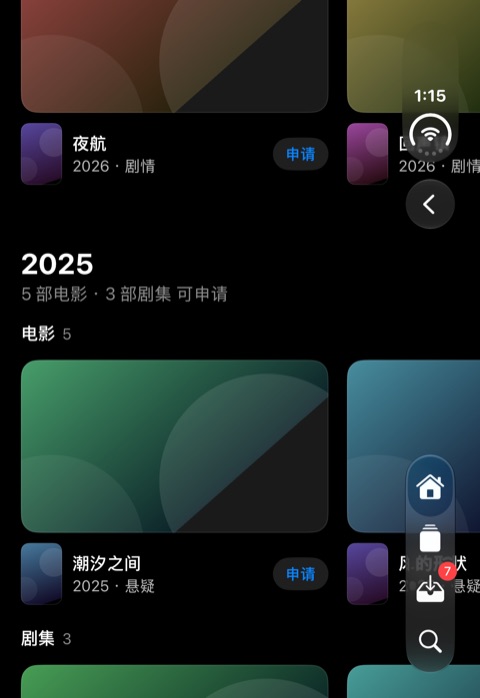 1:15
夜航
2026 · 剧情
申请
2026 · 剧情
2025
5 部电影 · 3 部剧集 可申请
电影 5
潮汐之间
2025 · 悬疑
申请
悬疑
7
剧集 3